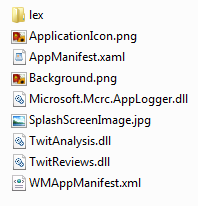 lex
ApplicationIcon.png
AppManifest.xaml
Background.png
Microsoft.Mcrc.AppLogger.dll
SplashScreenImage.jpg
TwitAnalysis.dll
TwitReviews.dll
WMAppManifest.xml